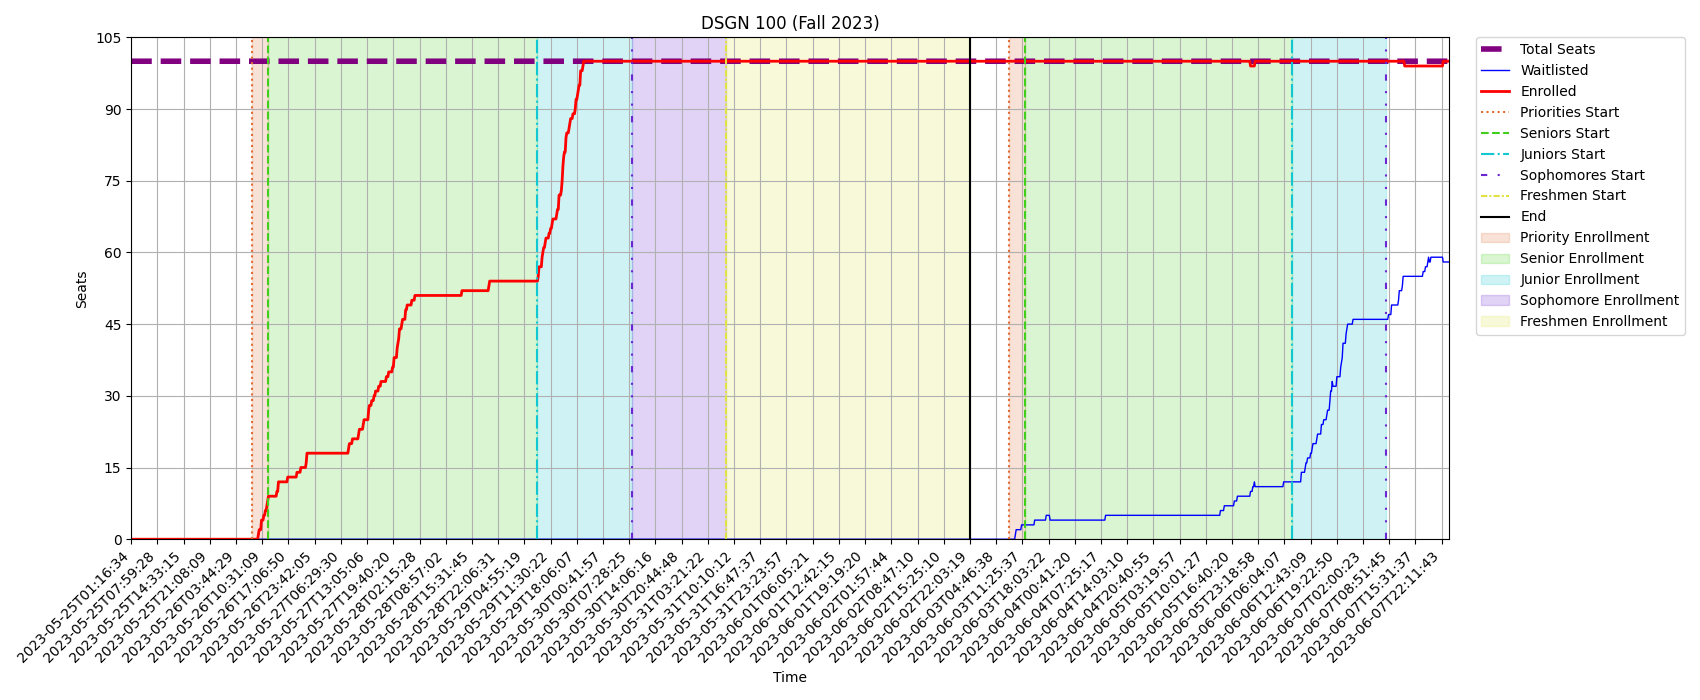 DSGN 100 (Fall 2023)
105
90
75
60
45
30
15
0
Seats
2023-05-25T01:16:34
2023-05-25T07:59:28
2023-05-25T14:33:15
2023-05-25T21:08:09
2023-05-26T03:44:29
2023-05-26T10:31:09
2023-05-26T17:06:50
2023-05-26T23:42:05
2023-05-27T06:29:30
2023-05-27T13:05:06
2023-05-27T19:40:20
2023-05-28T02:15:28
2023-05-28T08:57:02
2023-05-28T15:31:45
2023-05-28T22:06:31
2023-05-29T04:55:19
2023-05-29T11:30:22
2023-05-29T18:06:07
2023-05-30T00:41:57
2023-05-30T07:28:25
2023-05-30T14:06:16
2023-05-30T20:44:48
2023-05-31T03:21:22
2023-05-31T10:10:12
2023-05-31T16:47:37
2023-05-31T23:23:57
2023-06-01T06:05:21
2023-06-01T12:42:15
2023-06-01T19:19:20
2023-06-02T01:57:44
2023-06-02T08:47:10
2023-06-02T15:25:10
2023-06-02T22:03:19
2023-06-03T04:46:38
2023-06-03T11:25:37
2023-06-03T18:03:22
2023-06-04T00:41:20
2023-06-04T07:25:17
2023-06-04T14:03:10
2023-06-04T20:40:55
2023-06-05T03:19:57
2023-06-05T10:01:27
2023-06-05T16:40:20
2023-06-05T23:18:58
2023-06-06T06:04:07
2023-06-06T12:43:09
2023-06-06T19:22:50
2023-06-07T02:00:23
2023-06-07T08:51:45
2023-06-07T15:31:37
2023-06-07T22:11:43
Time
Total Seats
Waitlisted
Enrolled
Priorities Start
Seniors Start
Juniors Start
Sophomores Start
Freshmen Start
End
Priority Enrollment
Senior Enrollment
Junior Enrollment
Sophomore Enrollment
Freshmen Enrollment